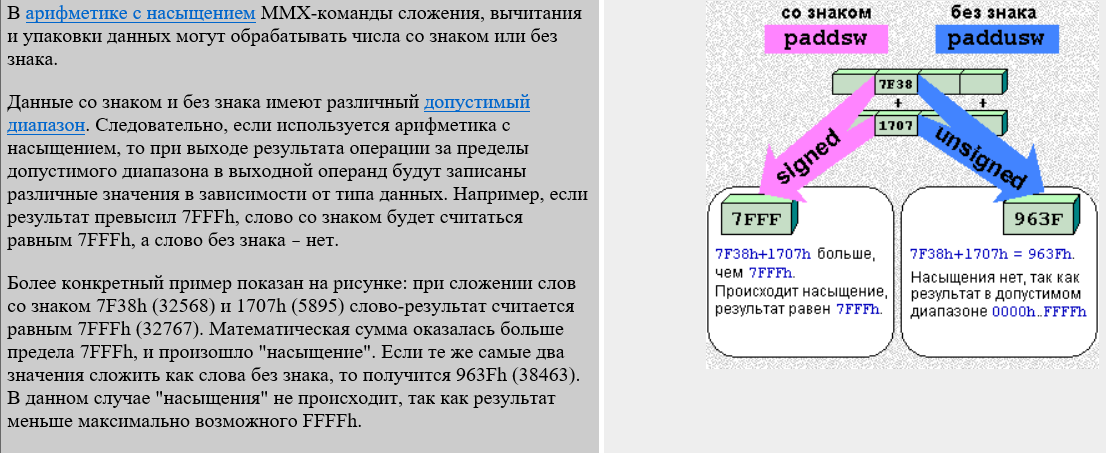 В арифметике с насыщением MMX-команды сложения, вычитания
и упаковки данных могут обрабатывать числа со знаком или без
знака.
Данные со знаком и без знака имеют различный допустимый
диапазон. Следовательно, если используется арифметика с
насыщением, то при выходе результата операции за пределы
допустимого диапазона в выходной операнд будут записаны
различные значения в зависимости от типа данных. Например, если
результат превысил 7FFFh, слово со знаком будет считаться
равным 7FFFh, а слово без знака – нет.
Более конкретный пример показан на рисунке: при сложении слов
со знаком 7F38h (32568) и 1707h (5895) слово-результат считается
равным 7FFFh (32767). Математическая сумма оказалась больше
предела 7FFFh, и произошло "насыщение". Если те же самые два
значения сложить как слова без знака, то получится 963Fh (38463).
В данном случае "насыщения" не происходит, так как результат
меньше максимально возможного FFFFh.
со знаком
без знака
paddsw
paddusw
7F38
+ +
1707
signed
unsigned
7FFF
7F38h+1707h больше,
чем 7FFFh.
Происходит насыщение,
результат равен 7FFFh.
963F
7F38h+1707h = 963Fh.
Насыщения нет, так как
результат в допустимом
диапазоне 0000h..FFFFh